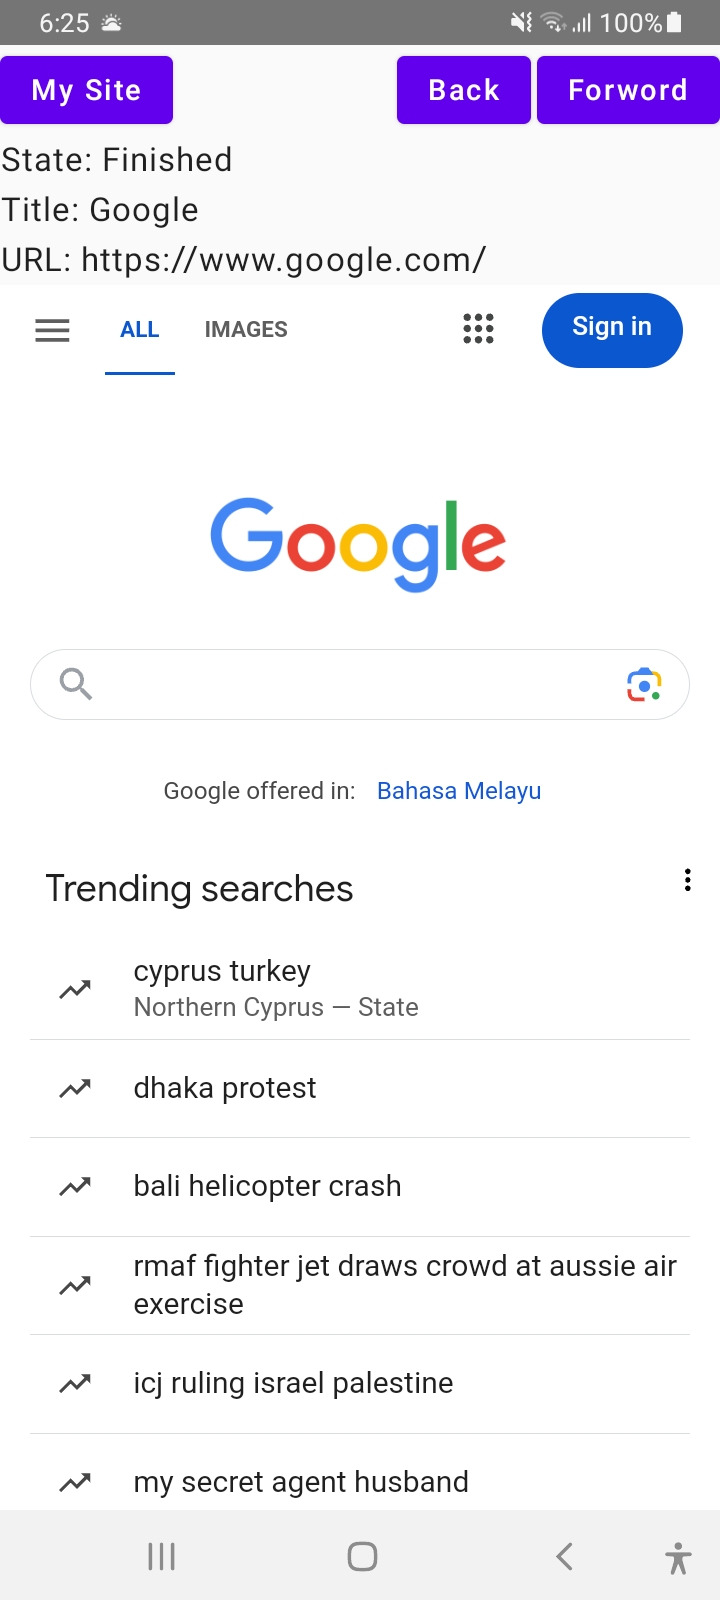 6:25
100%
My Site
Back
Forword
State: Finished
Title: Google
URL: https://www.google.com/
ALL
IMAGES
Sign in
Google
Google offered in: Bahasa Melayu
Trending searches
cyprus turkey
Northern Cyprus — State
dhaka protest
bali helicopter crash
rmaf fighter jet draws crowd at aussie air
exercise
icj ruling israel palestine
my secret agent husband